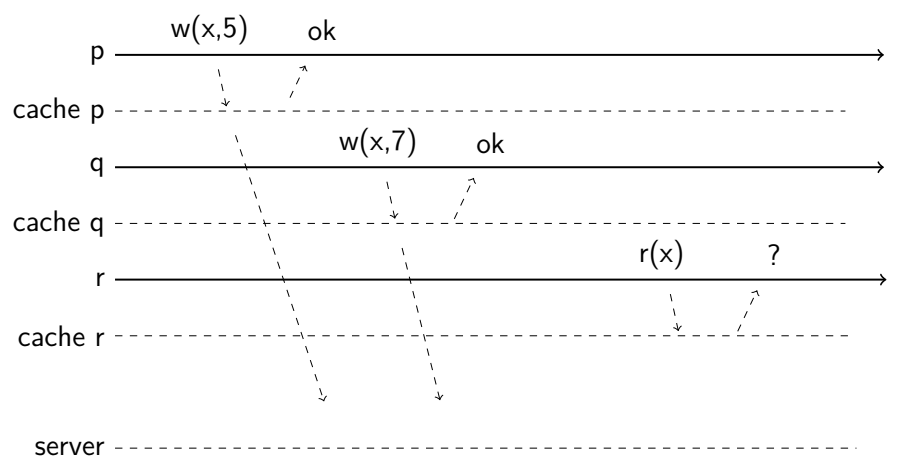 w(x,5) ok
p
cache p
w(x,7) ok
q
cache q
r(x) ?
r
cache r
server